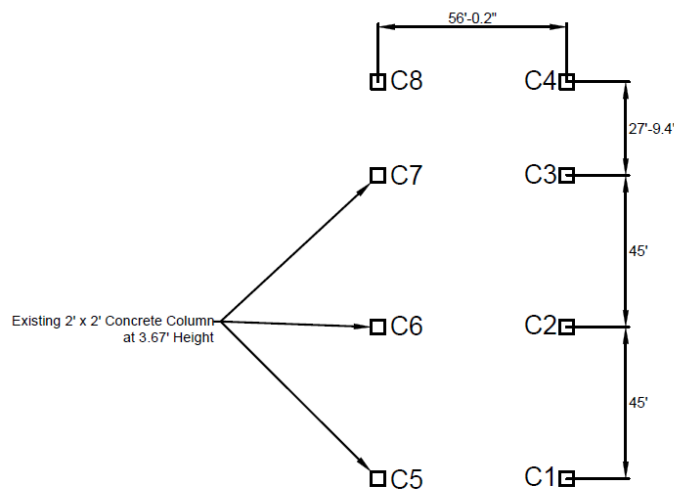 56'-0.2"
C8
C4
27'-9.4'
C7
C3
45'
Existing 2' x 2' Concrete Column
at 3.67' Height
C6
C2
45'
C5
C1